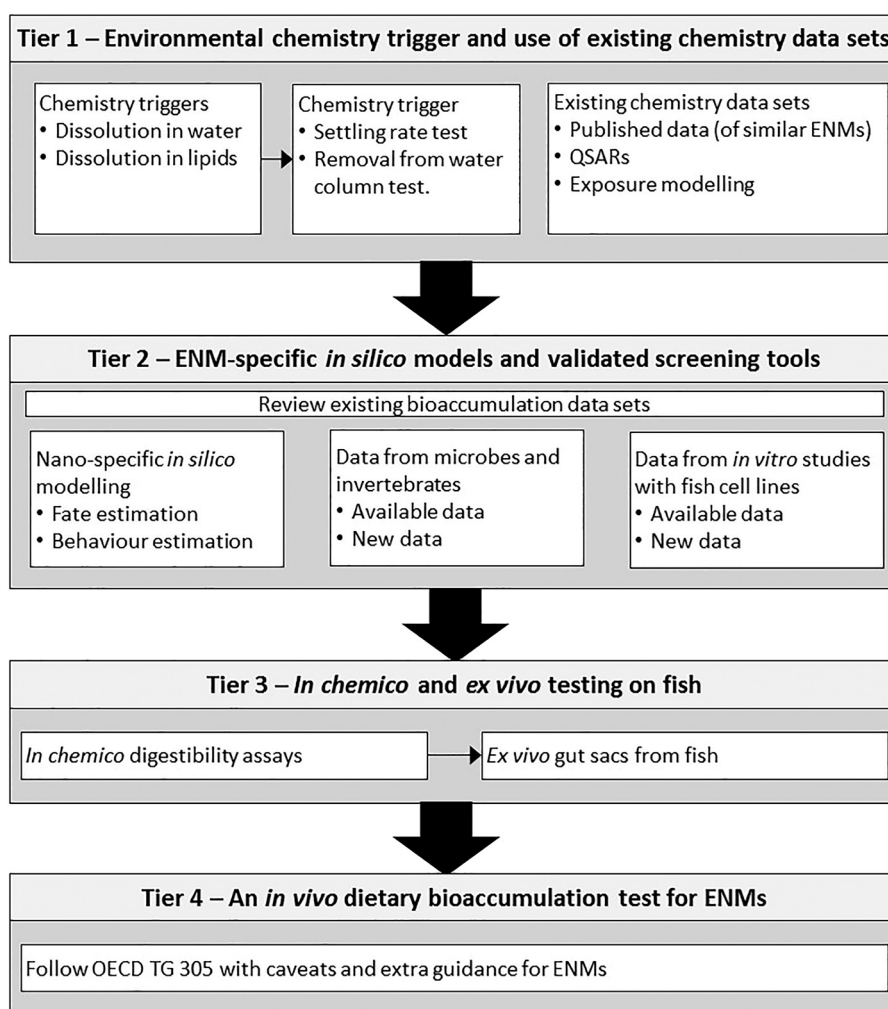 Tier 1 – Environmental chemistry trigger and use of existing chemistry data sets
Chemistry triggers
• Dissolution in water
• Dissolution in lipids
Chemistry trigger
• Settling rate test
• Removal from water
column test.
Existing chemistry data sets
• Published data (of similar ENMs)
• QSARs
• Exposure modelling
Tier 2 – ENM-specific in silico models and validated screening tools
Review existing bioaccumulation data sets
Nano-specific in silico
modelling
• Fate estimation
• Behaviour estimation
Data from microbes and
invertebrates
• Available data
• New data
Data from in vitro studies
with fish cell lines
• Available data
• New data
Tier 3 – In chemico and ex vivo testing on fish
In chemico digestibility assays
Ex vivo gut sacs from fish
Tier 4 – An in vivo dietary bioaccumulation test for ENMs
Follow OECD TG 305 with caveats and extra guidance for ENMs